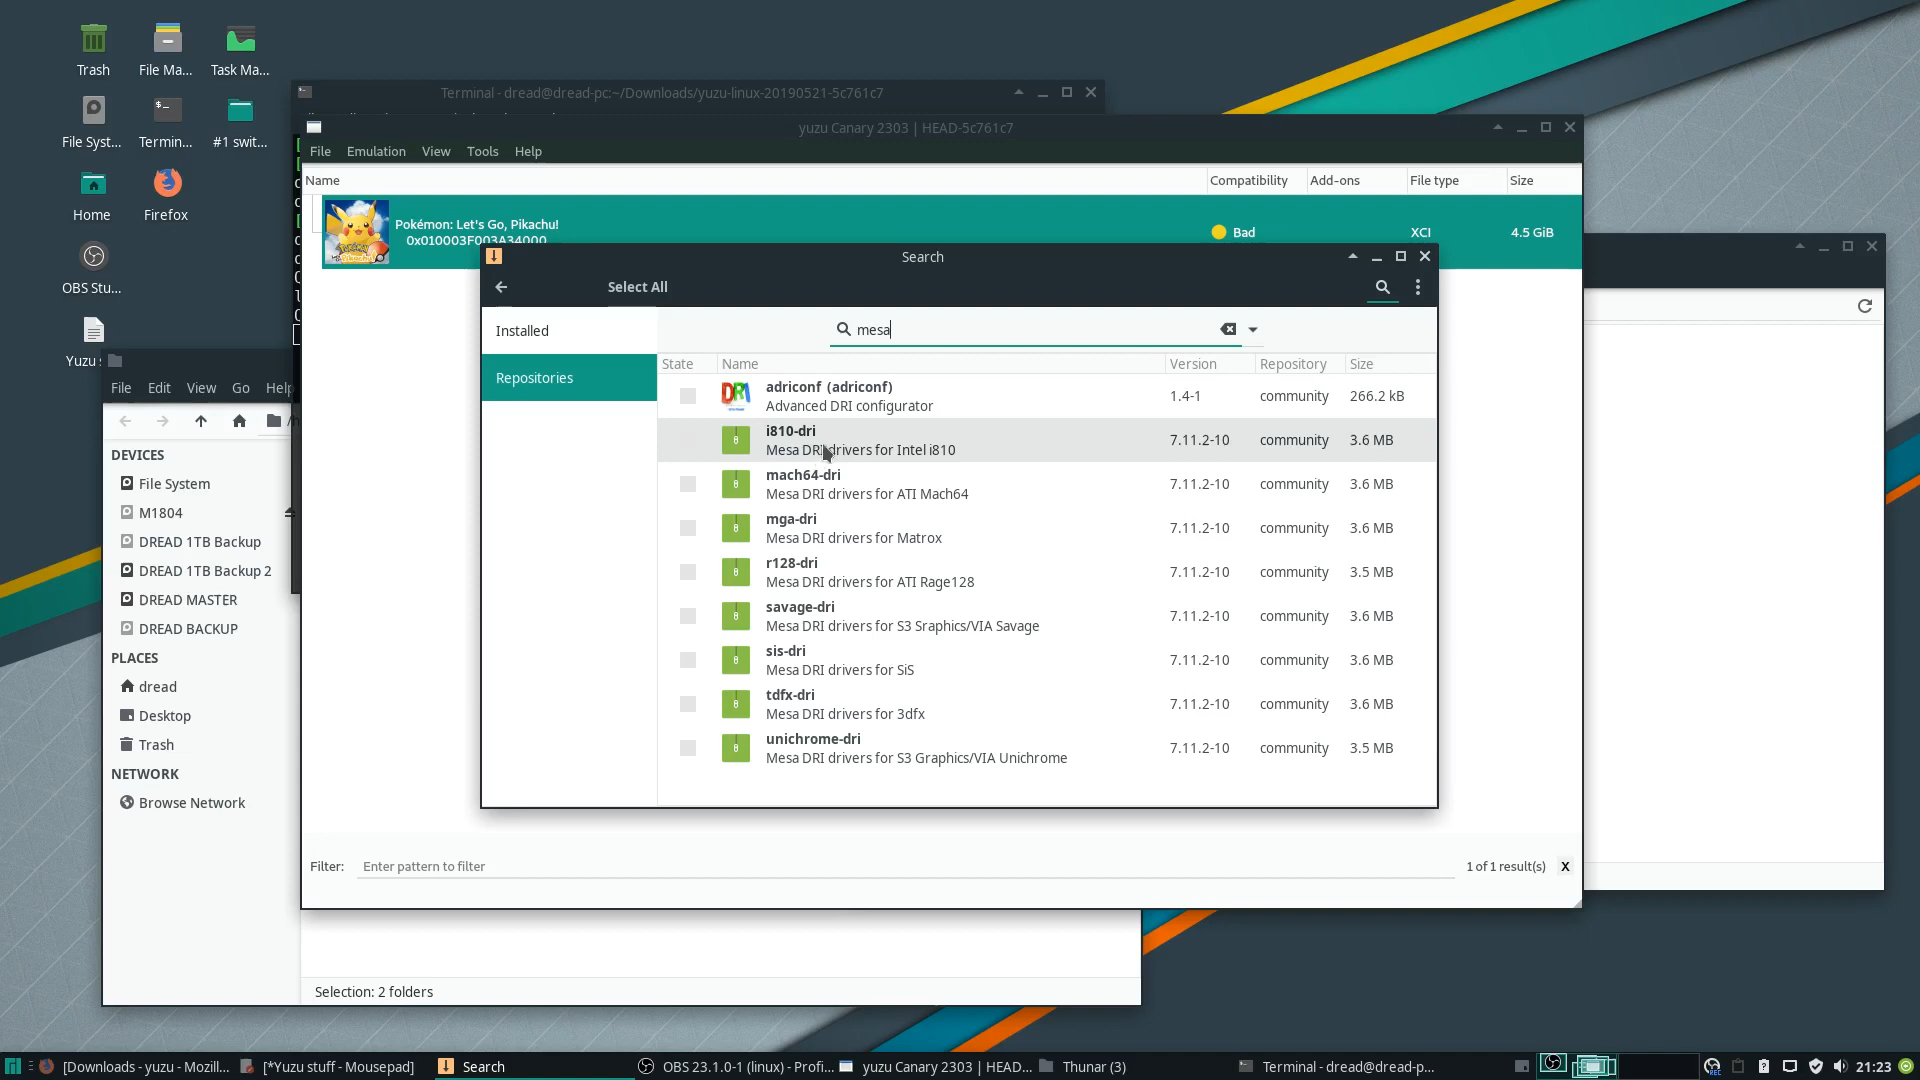 Trash
File Ma...
Task Ma...
File Syst...
Termin...
#1 swit...
Home
Firefox
OBS Stu...
Yuzu s
Terminal - dread@dread-pc:~/Downloads/yuzu-linux-20190521-5c761c7
yuzu Canary 2303 | HEAD-5c761c7
File
Emulation
View
Tools
Help
Name
Compatibility
Add-ons
File type
Size
Pokémon: Let's Go, Pikachu!
0x010003F003A34000
Bad
XCI
4.5 GiB
Search
Select All
Installed
Repositories
mesa
State
Name
Version
Repository
Size
adriconf (adriconf)
Advanced DRI configurator
1.4-1
community
266.2 kB
i810-dri
Mesa DRI drivers for Intel i810
7.11.2-10
community
3.6 MB
mach64-dri
Mesa DRI drivers for ATI Mach64
7.11.2-10
community
3.6 MB
mga-dri
Mesa DRI drivers for Matrox
7.11.2-10
community
3.6 MB
r128-dri
Mesa DRI drivers for ATI Rage128
7.11.2-10
community
3.5 MB
savage-dri
Mesa DRI drivers for S3 Sraphics/VIA Savage
7.11.2-10
community
3.6 MB
sis-dri
Mesa DRI drivers for SiS
7.11.2-10
community
3.6 MB
tdfx-dri
Mesa DRI drivers for 3dfx
7.11.2-10
community
3.6 MB
unichrome-dri
Mesa DRI drivers for S3 Graphics/VIA Unichrome
7.11.2-10
community
3.5 MB
File
Edit
View
Go
Help
DEVICES
File System
M1804
DREAD 1TB Backup
DREAD 1TB Backup 2
DREAD MASTER
DREAD BACKUP
PLACES
dread
Desktop
Trash
NETWORK
Browse Network
Filter:
Enter pattern to filter
1 of 1 result(s)
X
Selection: 2 folders
[Downloads - yuzu - Mozill...
[*Yuzu stuff - Mousepad]
Search
OBS 23.1.0-1 (linux) - Profi...
yuzu Canary 2303 | HEAD...
Thunar (3)
Terminal - dread@dread-p...
REC
21:23